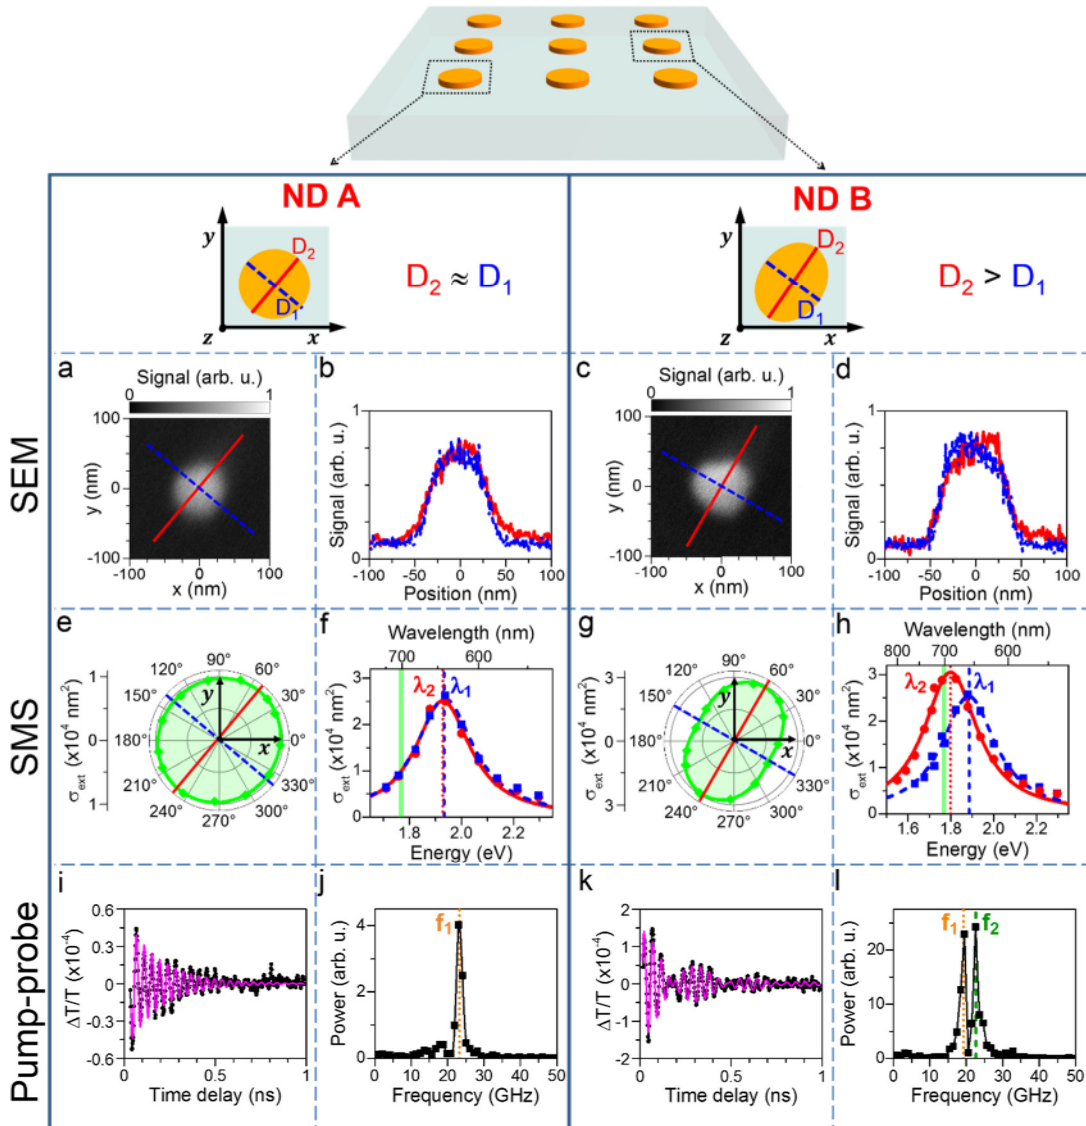 ND A
y
D2
D1
z
x
D2 ≈ D1
ND B
y
D2
D1
z
x
D2 > D1
SEM
a
Signal (arb. u.)
0 1
100
0
-100
y (nm)
-100 0 100
x (nm)
b
1
0
Signal (arb. u.)
-100 -50 0 50 100
Position (nm)
c
Signal (arb. u.)
0 1
100
0
-100
y (nm)
-100 0 100
x (nm)
d
1
0
Signal (arb. u.)
-100 -50 0 50 100
Position (nm)
SMS
e
σext (x10⁴ nm²)
1
0
1
90°
120° 60°
150° 30°
180° 0°
210° 330°
240° 300°
270°
y
x
f
Wavelength (nm)
700 600
λ2 λ1
σext (x10⁴ nm²)
3
2
1
0
1.8 2.0 2.2
Energy (eV)
g
σext (x10⁴ nm²)
3
0
3
90°
120° 60°
150° 30°
180° 0°
210° 330°
240° 300°
270°
y
x
h
Wavelength (nm)
800 700 600
λ2 λ1
σext (x10⁴ nm²)
3
2
1
0
1.6 1.8 2.0 2.2
Energy (eV)
Pump-probe
i
ΔT/T (x10⁻⁴)
0.6
0.3
0
-0.3
-0.6
0 0.5 1
Time delay (ns)
j
f1
Power (arb. u.)
4
2
0
0 10 20 30 40 50
Frequency (GHz)
k
ΔT/T (x10⁻⁴)
2
1
0
-1
-2
0 0.5 1
Time delay (ns)
l
f1 f2
Power (arb. u.)
20
10
0
0 10 20 30 40 50
Frequency (GHz)